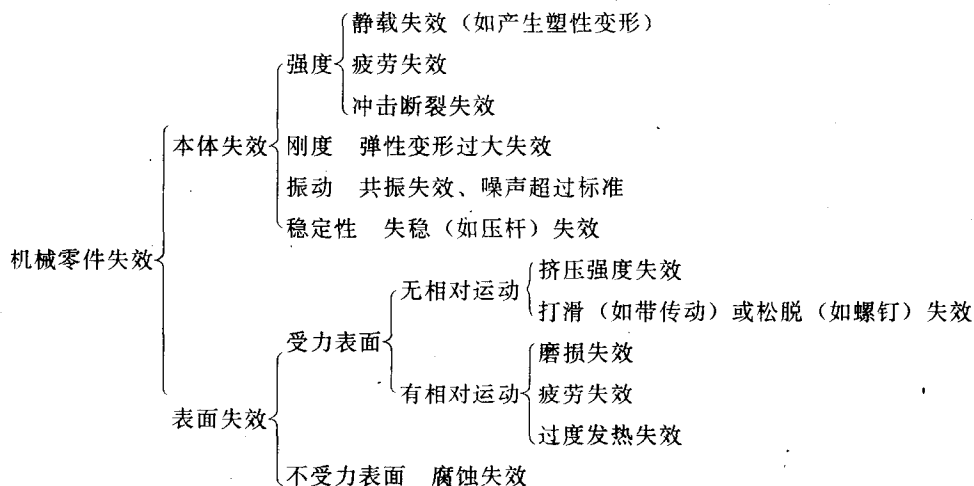 静载失效（如产生塑性变形）
强度 疲劳失效
冲击断裂失效
本体失效 刚度 弹性变形过大失效
振动 共振失效、噪声超过标准
稳定性 失稳（如压杆）失效
机械零件失效
无相对运动 挤压强度失效
打滑（如带传动）或松脱（如螺钉）失效
受力表面
磨损失效
有相对运动 疲劳失效
表面失效
过度发热失效
不受力表面 腐蚀失效